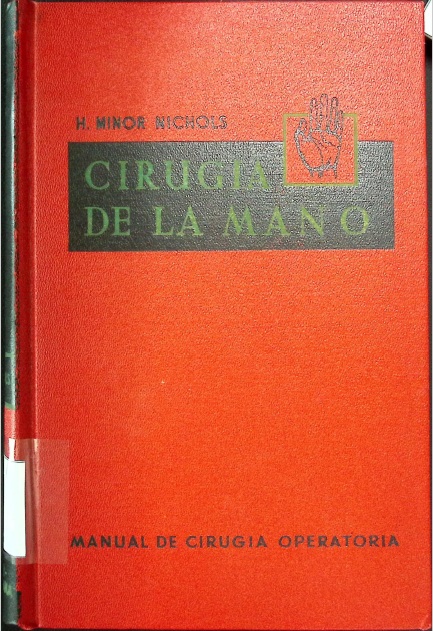 H. MINOR NICHOLS
CIRUGIA
DE LA MANO
MANUAL DE CIRUGIA OPERATORIA